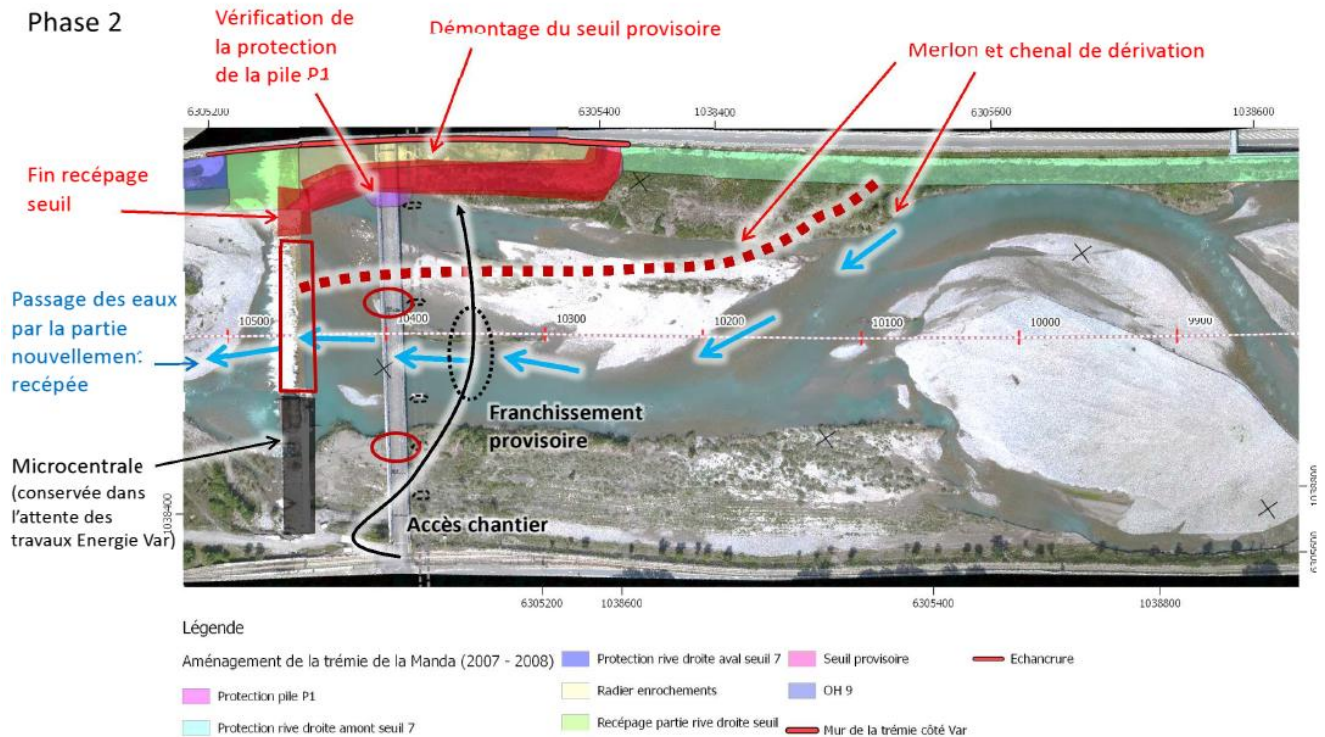 Phase 2
Vérification de
la protection
de la pile P1
Démontage du seuil provisoire
Merlon et chenal de dérivation
6305200
6305400
1038400
6305600
1038600
Fin recépage
seuil
Passage des eaux
par la partie
nouvellement
recépée
10500
10400
10300
10200
10100
10000
9900
Franchissement
provisoire
Microcentrale
(conservée dans
l'attente des
travaux Energie Var)
1038400
Accès chantier
1038800
6305600
6305200
1038600
6305400
1038800
Légende
Aménagement de la trémie de la Manda (2007 - 2008)
Protection pile P1
Protection rive droite amont seuil 7
Protection rive droite aval seuil 7
Radier enrochements
Recépage partie rive droite seuil
Seuil provisoire
OH 9
Mur de la trémie côté Var
Echancrure